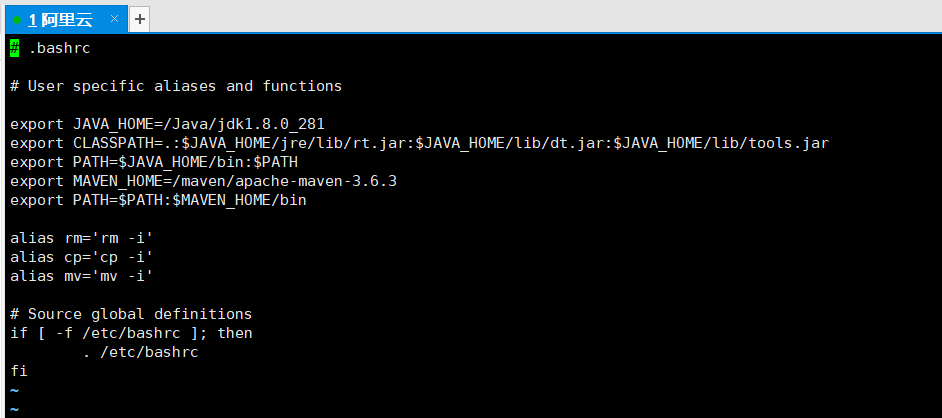 1 阿里云 × +
# .bashrc
# User specific aliases and functions
export JAVA_HOME=/Java/jdk1.8.0_281
export CLASSPATH=.:$JAVA_HOME/jre/lib/rt.jar:$JAVA_HOME/lib/dt.jar:$JAVA_HOME/lib/tools.jar
export PATH=$JAVA_HOME/bin:$PATH
export MAVEN_HOME=/maven/apache-maven-3.6.3
export PATH=$PATH:$MAVEN_HOME/bin
alias rm='rm -i'
alias cp='cp -i'
alias mv='mv -i'
# Source global definitions
if [ -f /etc/bashrc ]; then
        . /etc/bashrc
fi
~
~